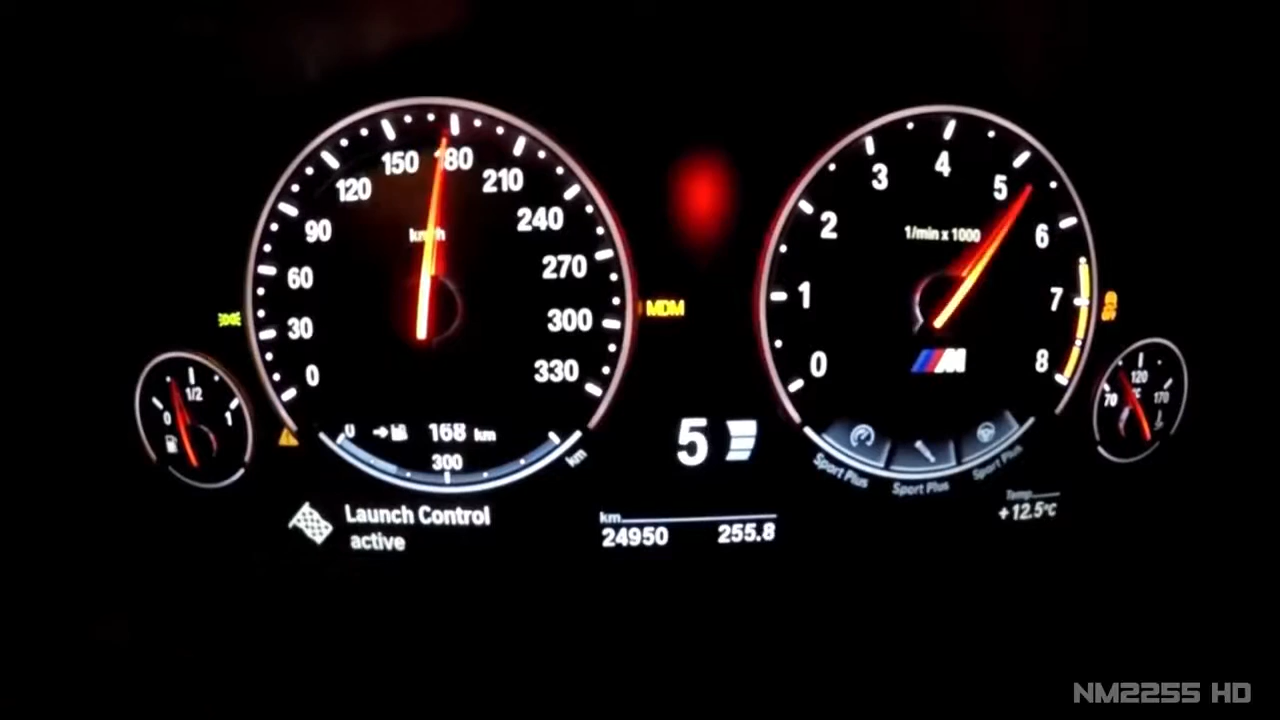 0
30
60
90
120
150
180
210
240
270
300
330
km/h
0
1/2
1
168 km
300
km
MDM
5
0
1
2
3
4
5
6
7
8
1/min x 1000
M
Sport Plus
Sport Plus
Sport Plus
70
120
°C
170
Launch Control
active
km
24950 255.8
Temp.
+12.5°C
NM2255 HD